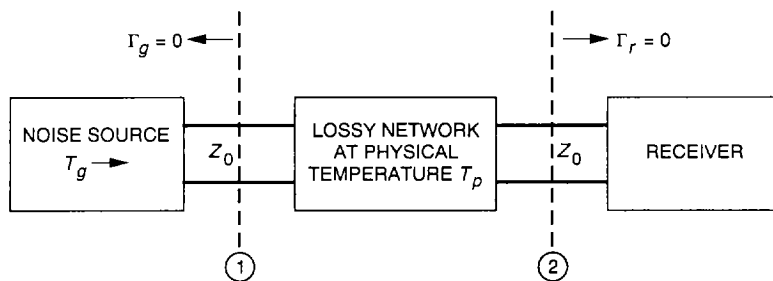 Γg = 0
Γr = 0
NOISE SOURCE
Tg →
Z0
LOSSY NETWORK
AT PHYSICAL
TEMPERATURE Tp
Z0
RECEIVER
1
2